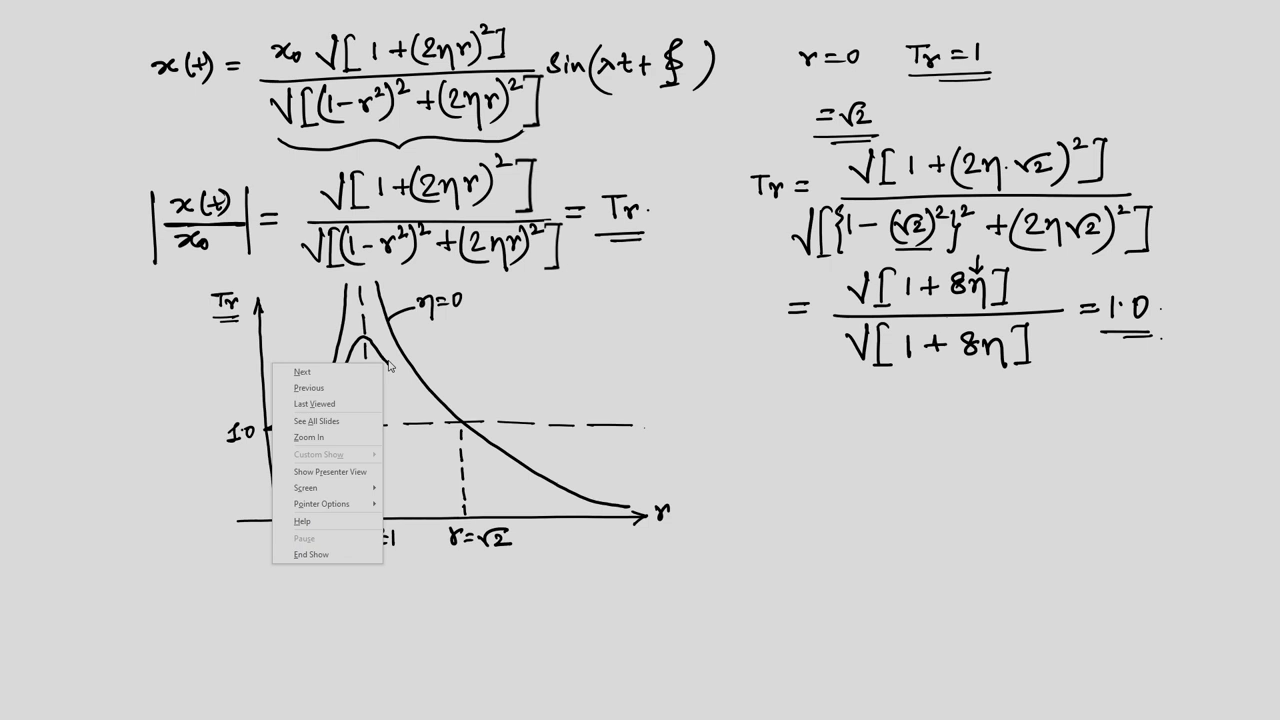 x(t) = x₀ √[1+(2ηr)²] / √[(1-r²)²+(2ηr)²] sin(λt + ∮)
|x(t)/x₀| = √[1+(2ηr)²] / √[(1-r²)²+(2ηr)²] = Tr.
Tr
η=0
1.0
=1
r=√2
r
Next
Previous
Last Viewed
See All Slides
Zoom In
Custom Show
Show Presenter View
Screen
Pointer Options
Help
Pause
End Show
r=0 Tr=1
=√2
Tr = √[1+(2η.√2)²] / √[{1-(√2)²}²+(2η√2)²]
= √[1+8η] / √[1+8η] = 1.0